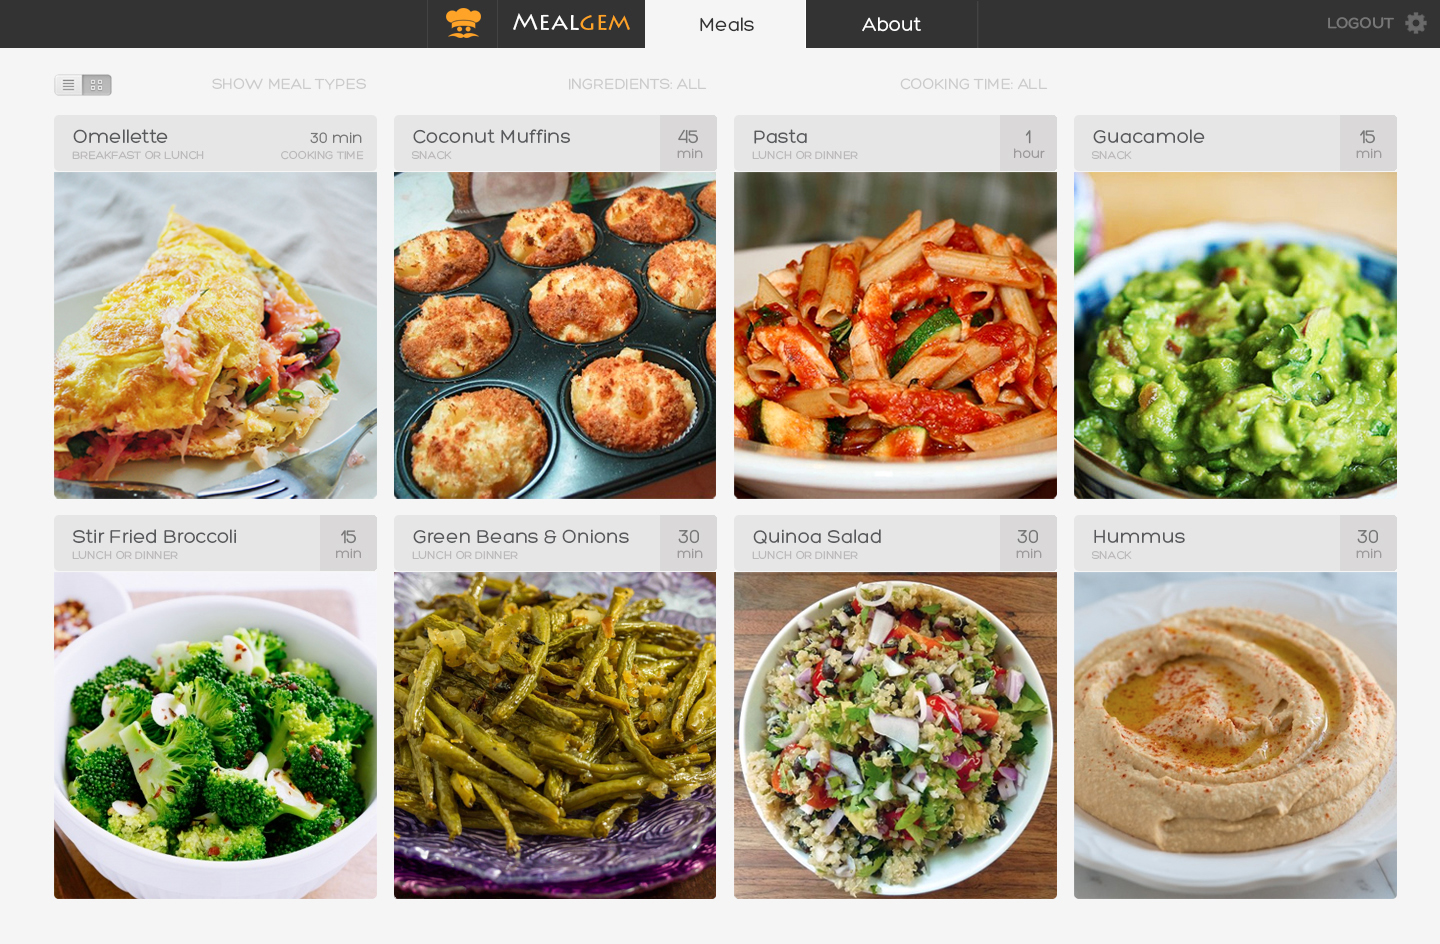 MEALGEM
Meals
About
LOGOUT
SHOW MEAL TYPES
INGREDIENTS: ALL
COOKING TIME: ALL
Omellette
30 min
BREAKFAST OR LUNCH
COOKING TIME
Coconut Muffins
45
SNACK
min
Pasta
1
LUNCH OR DINNER
hour
Guacamole
15
SNACK
min
Stir Fried Broccoli
15
LUNCH OR DINNER
min
Green Beans & Onions
30
LUNCH OR DINNER
min
Quinoa Salad
30
LUNCH OR DINNER
min
Hummus
30
SNACK
min